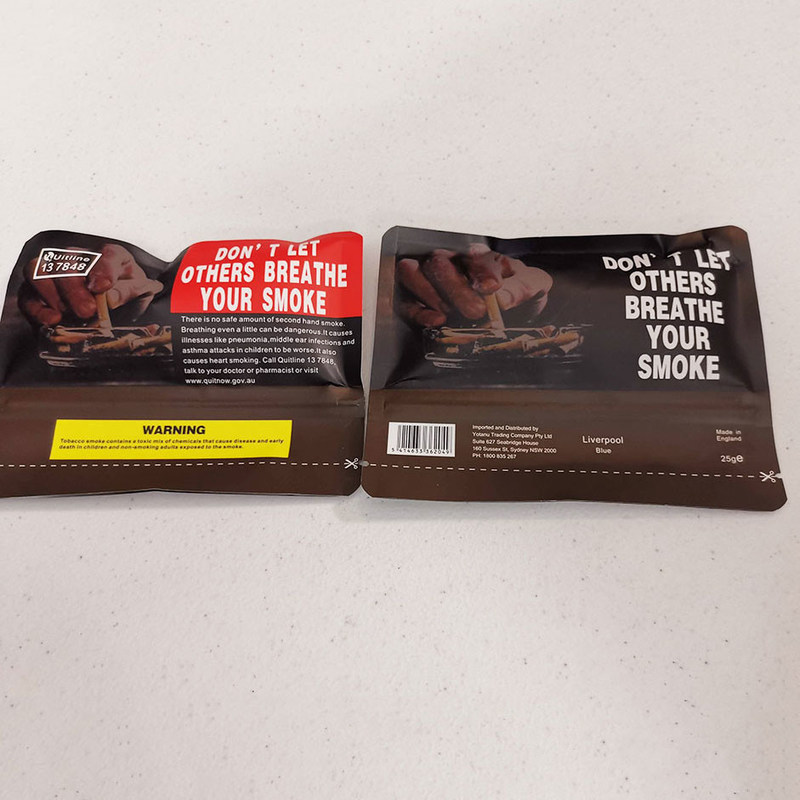 Quitline
13 7848
DON' T LET
OTHERS BREATHE
YOUR SMOKE
There is no safe amount of second hand smoke.
Breathing even a little can be dangerous.It causes
illnesses like pneumonia,middle ear infections and
asthma attacks in children to be worse.It also
causes heart smoking. Call Quitline 13 7848,
talk to your doctor or pharmacist or visit
www.quitnow.gov.au
WARNING
Tobacco smoke contains a toxic mix of chemicals that cause disease and early
death in children and non-smoking adults exposed to the smoke.
DON' T LET
OTHERS
BREATHE
YOUR
SMOKE
5 414633 362049
Imported and Distributed by
Yotanu Trading Company Pty Ltd
Suite 627 Seabridge House
160 Sussex St, Sydney NSW 2000
PH: 1800 835 267
Liverpool
Blue
Made in
England
25g℮